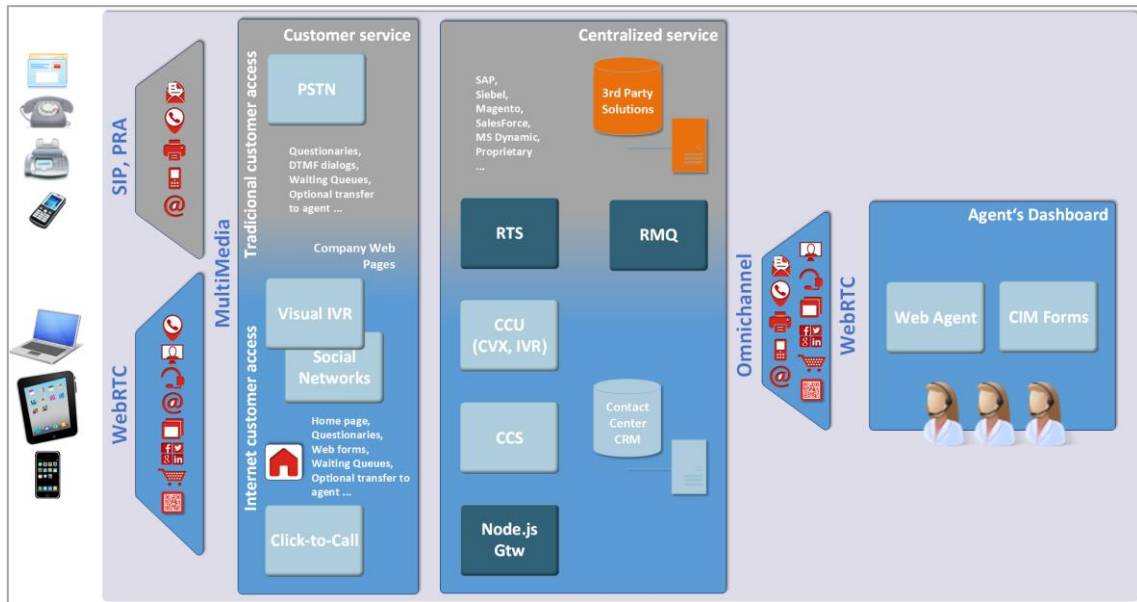 SIP, PRA
WebRTC
MultiMedia
Customer service
Tradicional customer access
Internet customer access
PSTN
Questionaries,
DTMF dialogs,
Waiting Queues,
Optional transfer
to agent ...
Company Web
Pages
Visual IVR
Social
Networks
Home page,
Questionaries,
Web forms,
Waiting Queues,
Optional transfer to
agent ...
Click-to-Call
Centralized service
SAP,
Siebel,
Magento,
SalesForce,
MS Dynamic,
Proprietary
...
3rd Party
Solutions
RTS
RMQ
CCU
(CVX, IVR)
CCS
Contact
Center
CRM
Node.js
Gtw
Omnichannel
WebRTC
Agent's Dashboard
Web Agent
CIM Forms